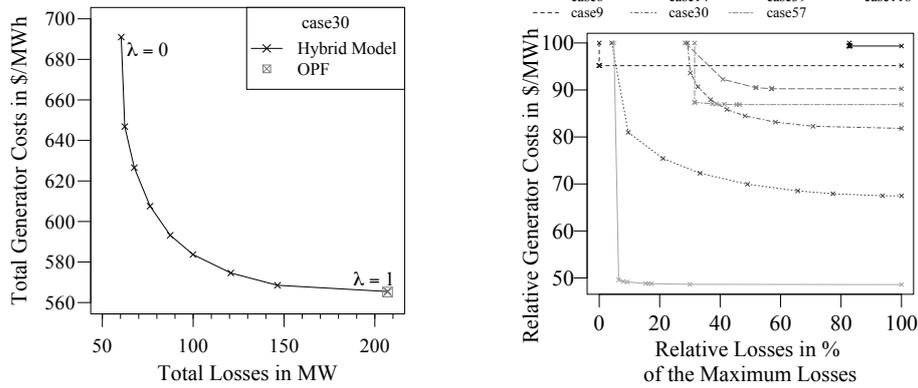 case30
Hybrid Model
OPF
λ = 0
λ = 1
700
680
660
640
620
600
580
560
50
100
150
200
Total Generator Costs in $/MWh
Total Losses in MW
case9
case30
case57
100
90
80
70
60
50
0
20
40
60
80
100
Relative Generator Costs in $/MWh
Relative Losses in %
of the Maximum Losses